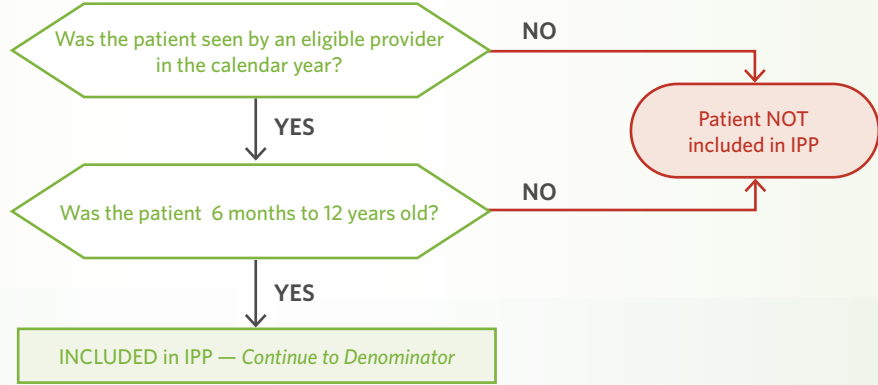 Was the patient seen by an eligible provider
in the calendar year?
NO
Patient NOT
included in IPP
YES
Was the patient  6 months to 12 years old?
NO
YES
INCLUDED in IPP — Continue to Denominator